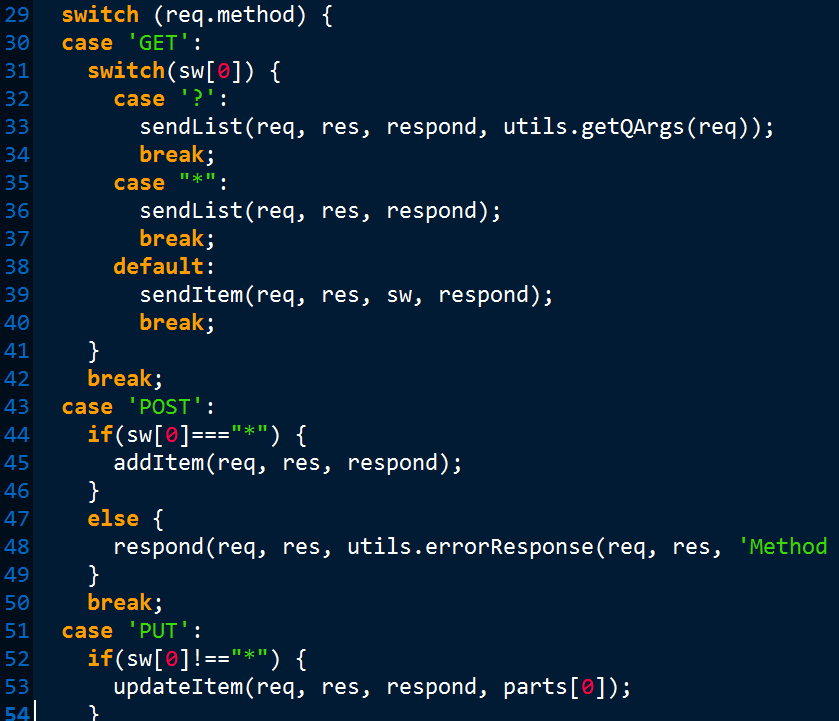 29 switch (req.method) {
30 case 'GET':
31 switch(sw[0]) {
32 case '?':
33 sendList(req, res, respond, utils.getQArgs(req));
34 break;
35 case "*":
36 sendList(req, res, respond);
37 break;
38 default:
39 sendItem(req, res, sw, respond);
40 break;
41 }
42 break;
43 case 'POST':
44 if(sw[0]==="*") {
45 addItem(req, res, respond);
46 }
47 else {
48 respond(req, res, utils.errorResponse(req, res, 'Method
49 }
50 break;
51 case 'PUT':
52 if(sw[0]!=="*") {
53 updateItem(req, res, respond, parts[0]);
54 }